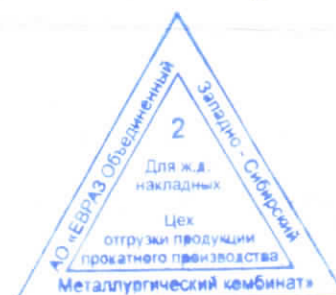 АО «ЕВРАЗ Объединенный
Западно - Сибирский
Металлургический комбинат»
2
Для ж.д.
накладных
Цех
отгрузки продукции
прокатного производства